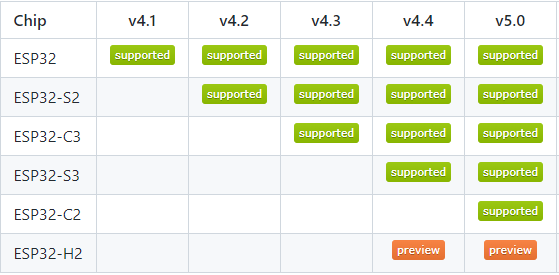 Chip v4.1 v4.2 v4.3 v4.4 v5.0
ESP32 supported supported supported supported supported
ESP32-S2 supported supported supported supported
ESP32-C3 supported supported supported
ESP32-S3 supported supported
ESP32-C2 supported
ESP32-H2 preview preview